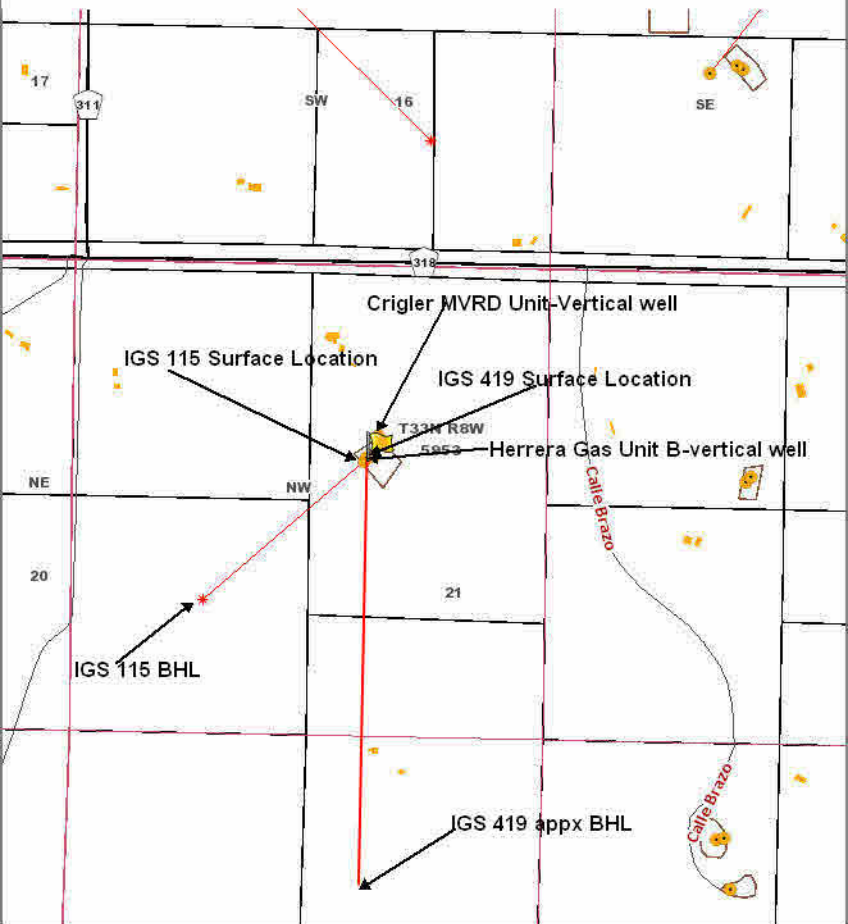 17
311
SW
16
SE
318
Crigler MVRD Unit-Vertical well
IGS 115 Surface Location
IGS 419 Surface Location
T33N R8W
5953
Herrera Gas Unit B-vertical well
NE
NW
Calle Brazo
20
21
IGS 115 BHL
Calle Brazo
IGS 419 appx BHL